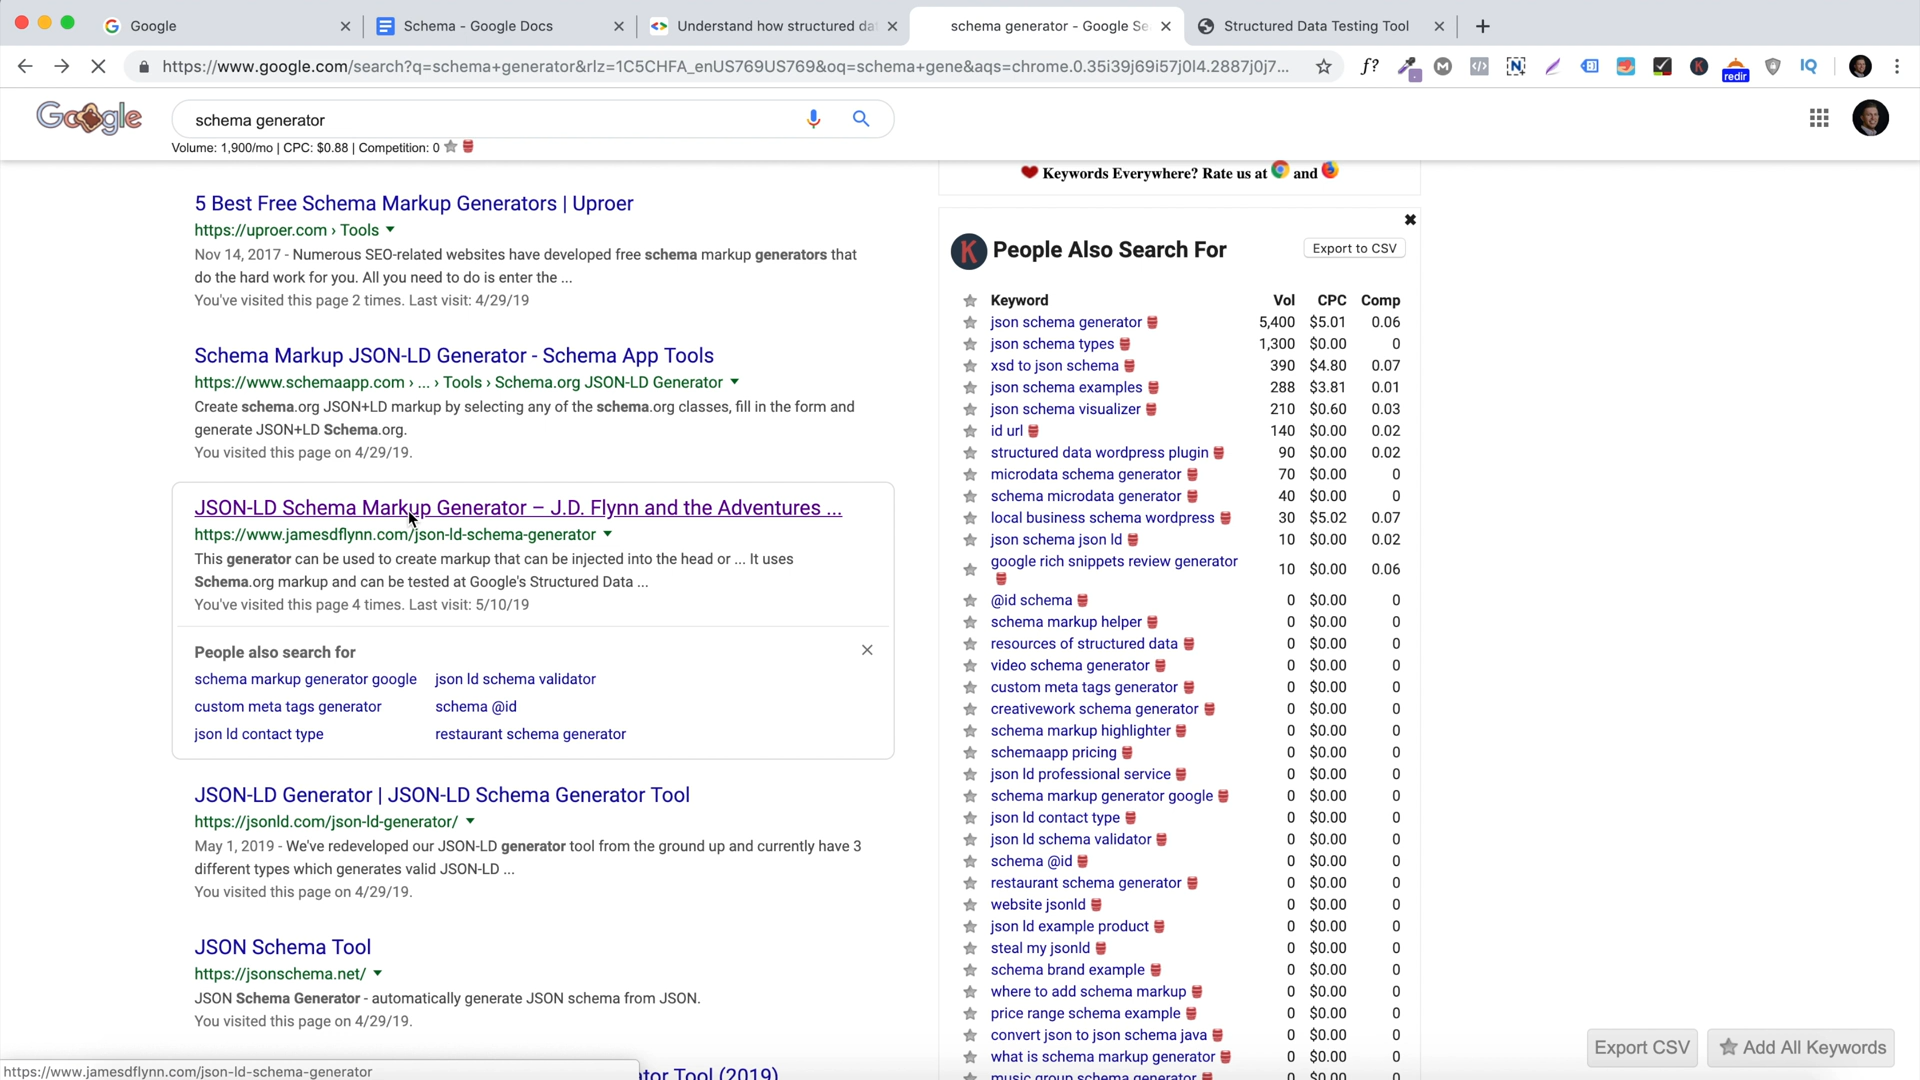 Google
Schema - Google Docs
Understand how structured da
schema generator - Google Se
Structured Data Testing Tool
https://www.google.com/search?q=schema+generator&rlz=1C5CHFA_enUS769US769&oq=schema+gene&aqs=chrome.0.35i39j69i57j0l4.2887j0j7...
f?
redir
IQ
Google
schema generator
Volume: 1,900/mo | CPC: $0.88 | Competition: 0
Keywords Everywhere? Rate us at and
5 Best Free Schema Markup Generators | Uproer
https://uproer.com › Tools
Nov 14, 2017 - Numerous SEO-related websites have developed free schema markup generators that
do the hard work for you. All you need to do is enter the ...
You've visited this page 2 times. Last visit: 4/29/19
Schema Markup JSON-LD Generator - Schema App Tools
https://www.schemaapp.com › ... › Tools › Schema.org JSON-LD Generator
Create schema.org JSON+LD markup by selecting any of the schema.org classes, fill in the form and
generate JSON+LD Schema.org.
You visited this page on 4/29/19.
JSON-LD Schema Markup Generator – J.D. Flynn and the Adventures ...
https://www.jamesdflynn.com/json-ld-schema-generator
This generator can be used to create markup that can be injected into the head or ... It uses
Schema.org markup and can be tested at Google's Structured Data ...
You've visited this page 4 times. Last visit: 5/10/19
People also search for
schema markup generator google json ld schema validator
custom meta tags generator schema @id
json ld contact type restaurant schema generator
JSON-LD Generator | JSON-LD Schema Generator Tool
https://jsonld.com/json-ld-generator/
May 1, 2019 - We've redeveloped our JSON-LD generator tool from the ground up and currently have 3
different types which generates valid JSON-LD ...
You visited this page on 4/29/19.
JSON Schema Tool
https://jsonschema.net/
JSON Schema Generator - automatically generate JSON schema from JSON.
You visited this page on 4/29/19.
ator Tool (2019)
https://www.jamesdflynn.com/json-ld-schema-generator
K People Also Search For Export to CSV
Keyword Vol CPC Comp
json schema generator 5,400 $5.01 0.06
json schema types 1,300 $0.00 0
xsd to json schema 390 $4.80 0.07
json schema examples 288 $3.81 0.01
json schema visualizer 210 $0.60 0.03
id url 140 $0.00 0.02
structured data wordpress plugin 90 $0.00 0.02
microdata schema generator 70 $0.00 0
schema microdata generator 40 $0.00 0
local business schema wordpress 30 $5.02 0.07
json schema json ld 10 $0.00 0.02
google rich snippets review generator 10 $0.00 0.06
@id schema 0 $0.00 0
schema markup helper 0 $0.00 0
resources of structured data 0 $0.00 0
video schema generator 0 $0.00 0
custom meta tags generator 0 $0.00 0
creativework schema generator 0 $0.00 0
schema markup highlighter 0 $0.00 0
schemaapp pricing 0 $0.00 0
json ld professional service 0 $0.00 0
schema markup generator google 0 $0.00 0
json ld contact type 0 $0.00 0
json ld schema validator 0 $0.00 0
schema @id 0 $0.00 0
restaurant schema generator 0 $0.00 0
website jsonld 0 $0.00 0
json ld example product 0 $0.00 0
steal my jsonld 0 $0.00 0
schema brand example 0 $0.00 0
where to add schema markup 0 $0.00 0
price range schema example 0 $0.00 0
convert json to json schema java 0 $0.00 0
what is schema markup generator 0 $0.00 0
music group schema generator 0 $0.00 0
Export CSV
Add All Keywords